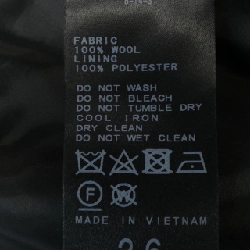 FABRIC
100% WOOL
LINING
100% POLYESTER
DO NOT WASH
DO NOT BLEACH
DO NOT TUMBLE DRY
COOL IRON
DRY CLEAN
DO NOT WET CLEAN
F W
MADE IN VIETNAM